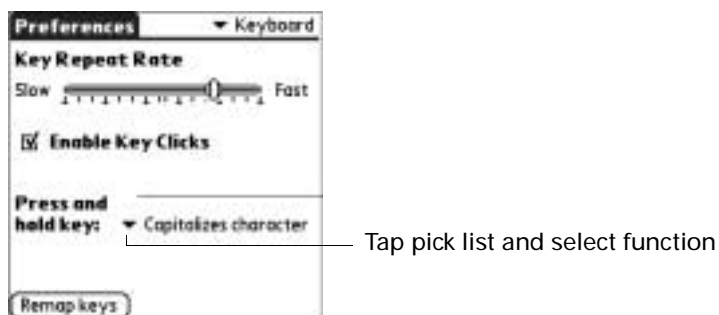 Preferences Keyboard
Key Repeat Rate
Slow Fast
Enable Key Clicks
Press and
hold key: Capitalizes character
Tap pick list and select function
Remap keys